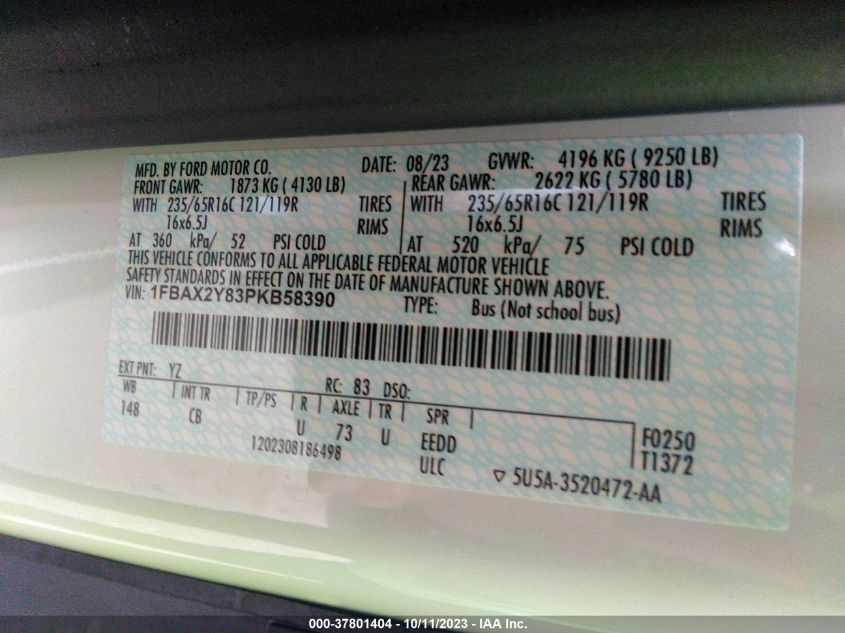 MFD. BY FORD MOTOR CO. DATE: 08/23 GVWR: 4196 KG ( 9250 LB)
FRONT GAWR: 1873 KG ( 4130 LB) REAR GAWR: 2622 KG ( 5780 LB)
WITH 235/65R16C 121/119R TIRES WITH 235/65R16C 121/119R TIRES
16x6.5J RIMS 16x6.5J RIMS
AT 360 kPa/ 52 PSI COLD AT 520 kPa/ 75 PSI COLD
THIS VEHICLE CONFORMS TO ALL APPLICABLE FEDERAL MOTOR VEHICLE
SAFETY STANDARDS IN EFFECT ON THE DATE OF MANUFACTURE SHOWN ABOVE.
VIN: 1FBAX2Y83PKB58390 TYPE: Bus (Not school bus)
EXT PNT: YZ RC: 83 DSO:
WB INT TR TP/PS R AXLE TR SPR
148 CB U 73 U EEDD F0250
1202308186498 ULC T1372
5U5A-3520472-AA
000-37801404 - 10/11/2023 - IAA Inc.